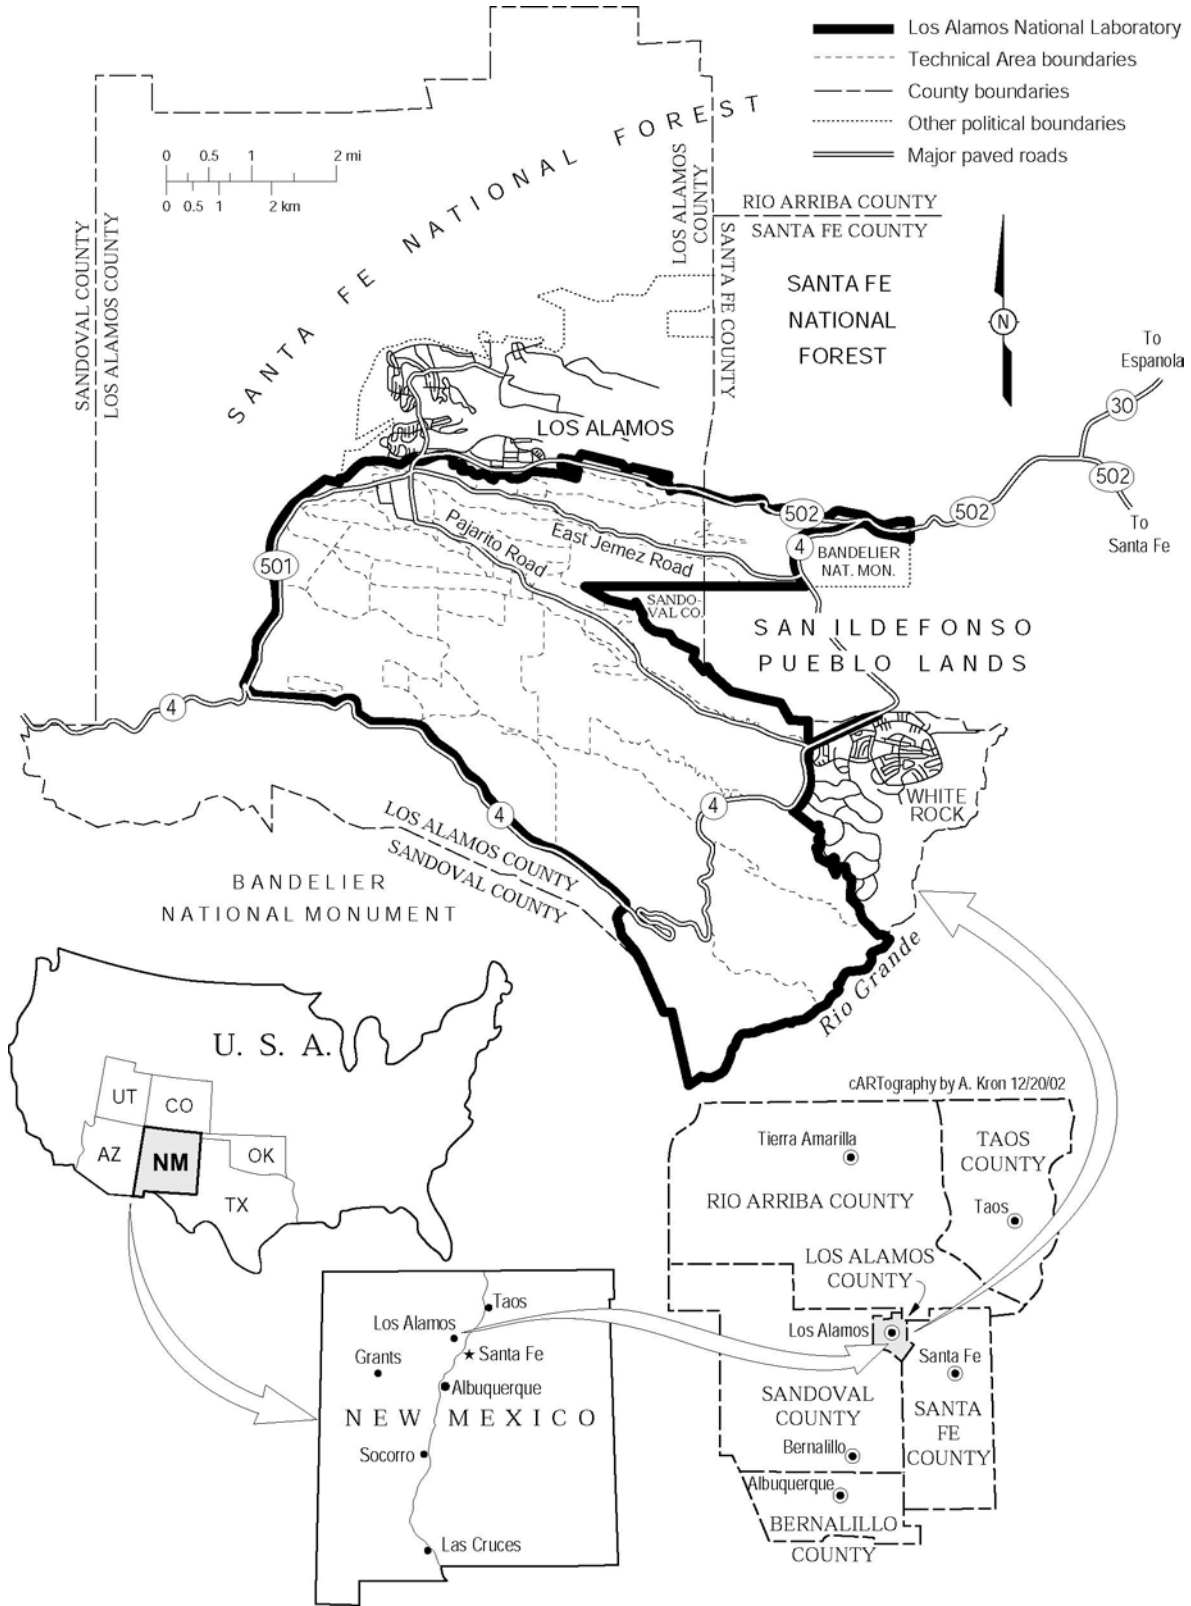 Los Alamos National Laboratory
Technical Area boundaries
County boundaries
Other political boundaries
Major paved roads
0 0.5 1 2 mi
0 0.5 1 2 km
SANTA FE NATIONAL FOREST
SANDOVAL COUNTY
LOS ALAMOS COUNTY
LOS ALAMOS
COUNTY
SANTA FE COUNTY
RIO ARRIBA COUNTY
SANTA FE COUNTY
SANTA FE
NATIONAL
FOREST
N
To
Espanola
30
502
To
Santa Fe
502
502
LOS ALAMOS
Pajarito Road
East Jemez Road
4
BANDELIER
NAT. MON.
501
SANDO-
VAL CO.
SAN ILDEFONSO
PUEBLO LANDS
4
4
4
WHITE
ROCK
LOS ALAMOS COUNTY
SANDOVAL COUNTY
BANDELIER
NATIONAL MONUMENT
Rio Grande
cARTography by A. Kron 12/20/02
U. S. A.
UT
CO
AZ
NM
OK
TX
Taos
Los Alamos
Santa Fe
Grants
Albuquerque
NEW MEXICO
Socorro
Las Cruces
Tierra Amarilla
TAOS
COUNTY
RIO ARRIBA COUNTY
Taos
LOS ALAMOS
COUNTY
Los Alamos
Santa Fe
SANDOVAL
COUNTY
SANTA
FE
COUNTY
Bernalillo
Albuquerque
BERNALILLO
COUNTY